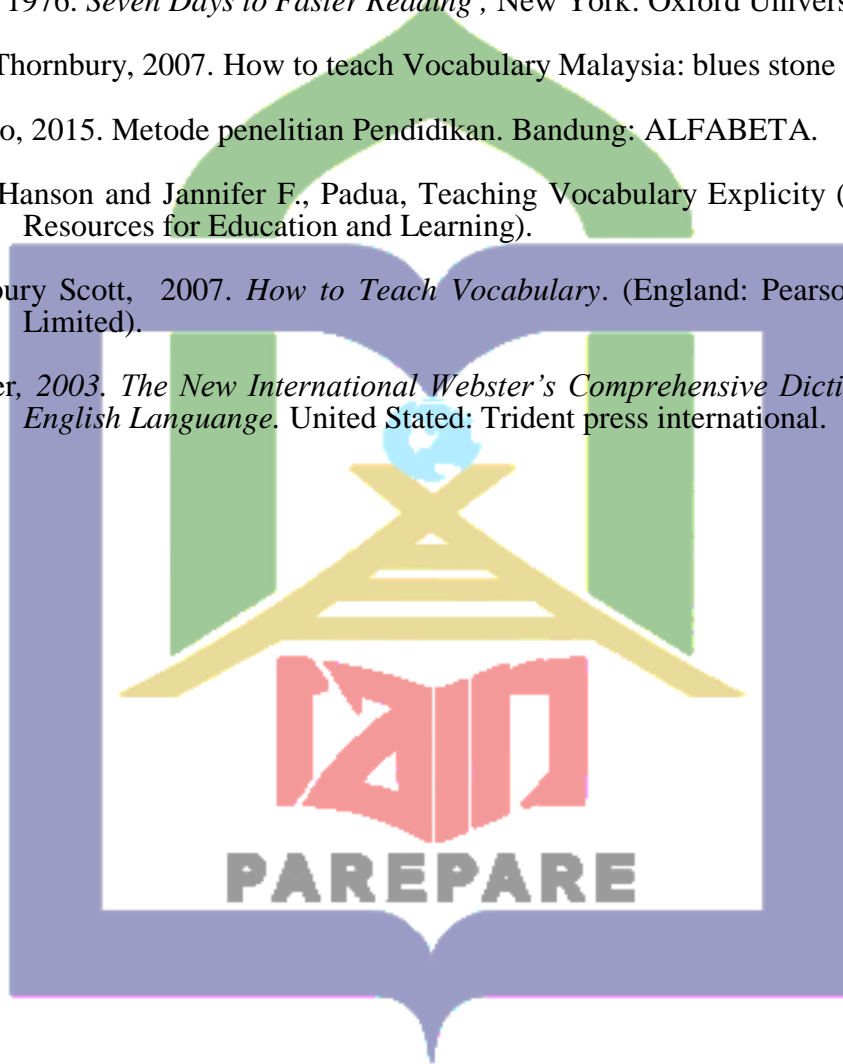 1976. Seven Days to Faster Reading , New York: Oxford Univers
Thornbury, 2007. How to teach Vocabulary Malaysia: blues stone
o, 2015. Metode penelitian Pendidikan. Bandung: ALFABETA.
Hanson and Jannifer F., Padua, Teaching Vocabulary Explicity (
Resources for Education and Learning).
oury Scott, 2007. How to Teach Vocabulary. (England: Pearso
Limited).
er, 2003. The New International Webster’s Comprehensive Dicti
English Languange. United Stated: Trident press international.
iain
PAREPARE